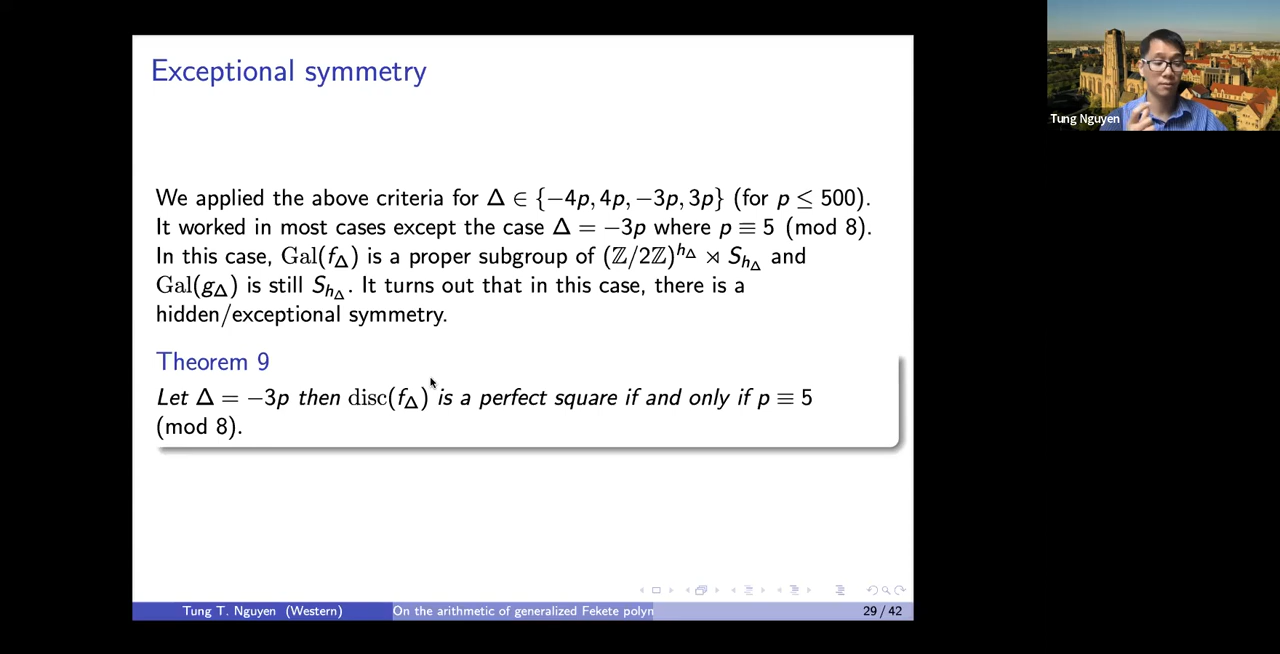 Exceptional symmetry
Tung Nguyen
We applied the above criteria for Δ ∈ {−4p, 4p, −3p, 3p} (for p ≤ 500).
It worked in most cases except the case Δ = −3p where p ≡ 5 (mod 8).
In this case, Gal(f_Δ) is a proper subgroup of (ℤ/2ℤ)^{h_Δ} ⋊ S_{h_Δ} and
Gal(g_Δ) is still S_{h_Δ}. It turns out that in this case, there is a
hidden/exceptional symmetry.
Theorem 9
Let Δ = −3p then disc(f_Δ) is a perfect square if and only if p ≡ 5
(mod 8).
Tung T. Nguyen (Western) On the arithmetic of generalized Fekete polyn 29 / 42